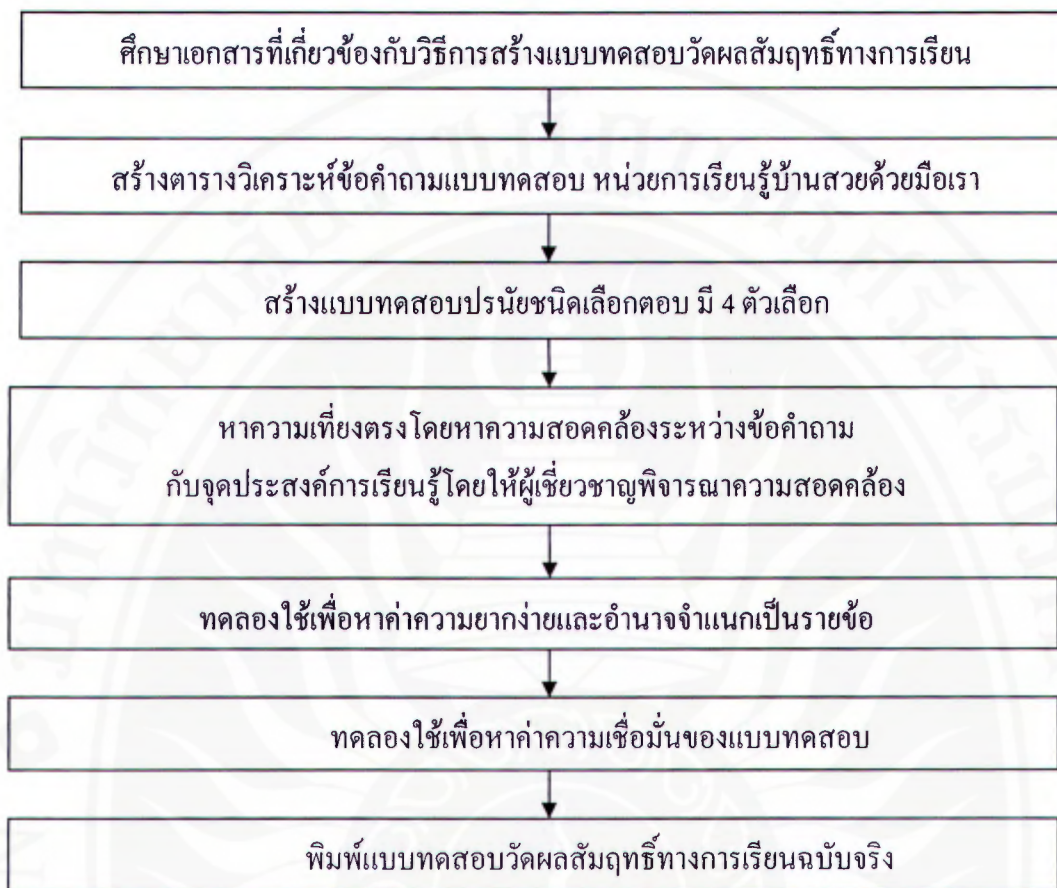 ศึกษาเอกสารที่เกี่ยวข้องกับวิธีการสร้างแบบทดสอบวัดผลสัมฤทธิ์ทางการเรียน
สร้างตารางวิเคราะห์ข้อคำถามแบบทดสอบ หน่วยการเรียนรู้บ้านสวยด้วยมือเรา
สร้างแบบทดสอบปรนัยชนิดเลือกตอบ มี 4 ตัวเลือก
หาความเที่ยงตรงโดยหาความสอดคล้องระหว่างข้อคำถาม
กับจุดประสงค์การเรียนรู้โดยให้ผู้เชี่ยวชาญพิจารณาความสอดคล้อง
ทดลองใช้เพื่อหาค่าความยากง่ายและอำนาจจำแนกเป็นรายข้อ
ทดลองใช้เพื่อหาค่าความเชื่อมั่นของแบบทดสอบ
พิมพ์แบบทดสอบวัดผลสัมฤทธิ์ทางการเรียนฉบับจริง